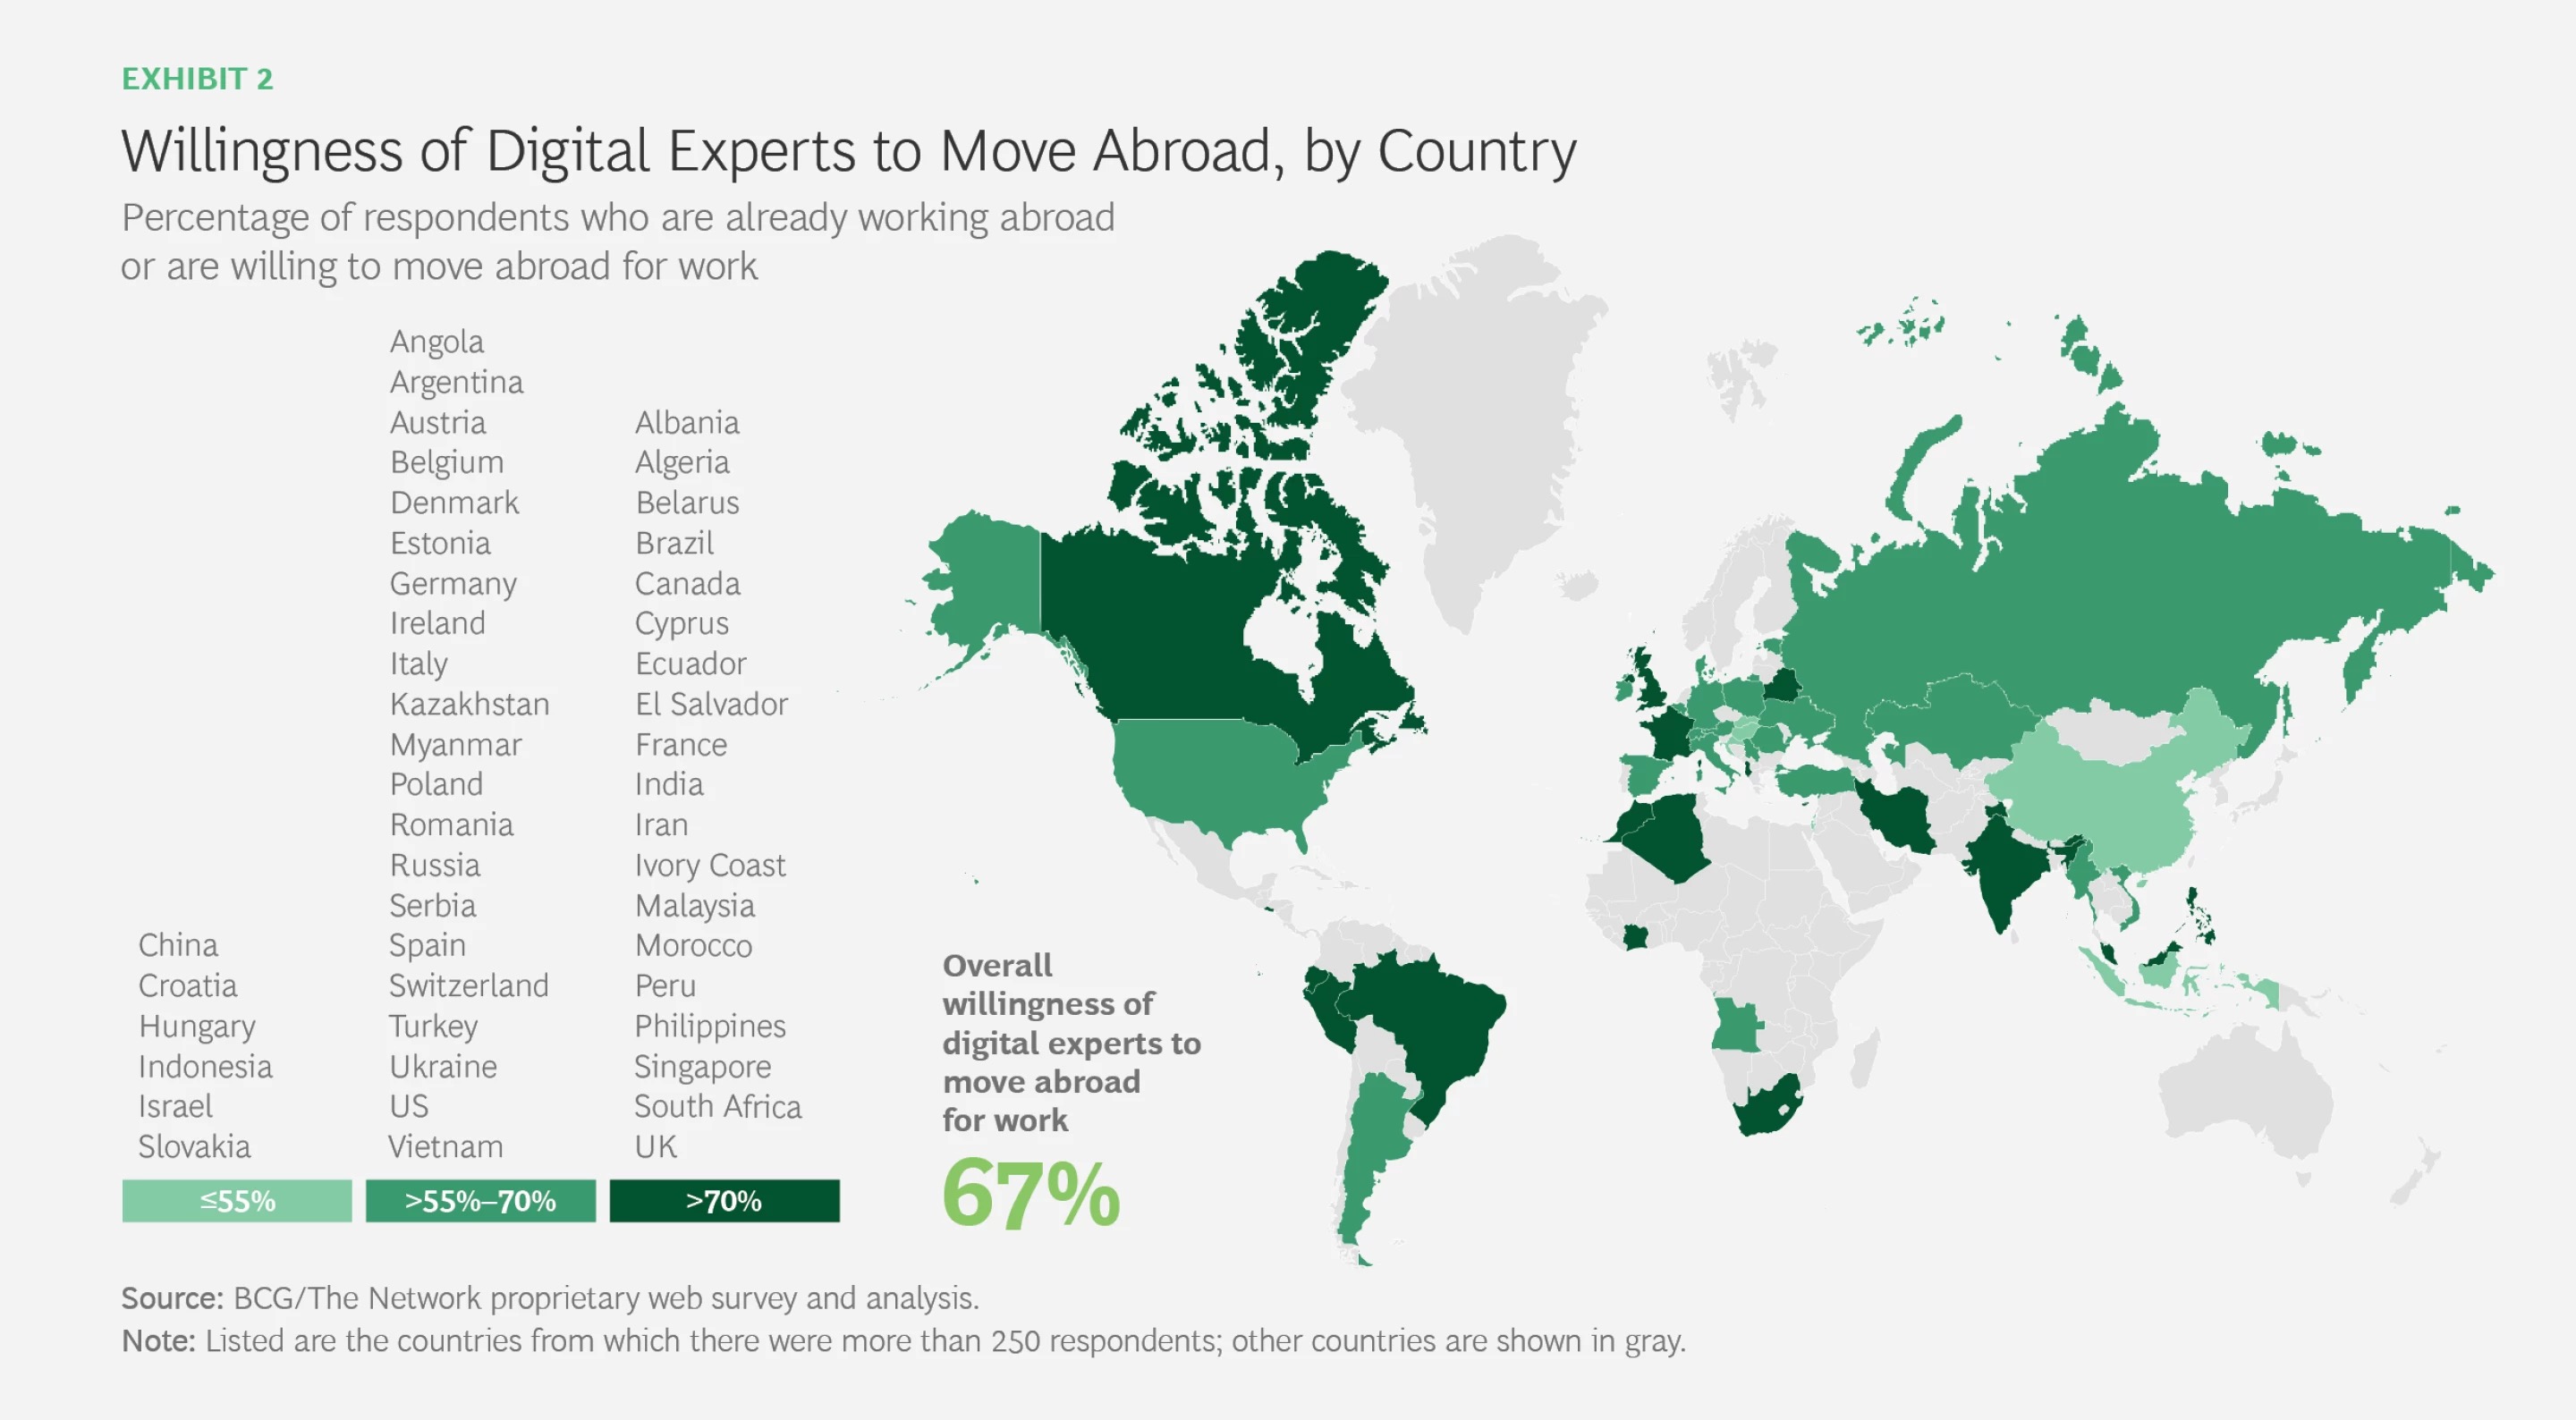 EXHIBIT 2
Willingness of Digital Experts to Move Abroad, by Country
Percentage of respondents who are already working abroad
or are willing to move abroad for work
China
Croatia
Hungary
Indonesia
Israel
Slovakia
≤55%
Angola
Argentina
Austria
Belgium
Denmark
Estonia
Germany
Ireland
Italy
Kazakhstan
Myanmar
Poland
Romania
Russia
Serbia
Spain
Switzerland
Turkey
Ukraine
US
Vietnam
>55%–70%
Albania
Algeria
Belarus
Brazil
Canada
Cyprus
Ecuador
El Salvador
France
India
Iran
Ivory Coast
Malaysia
Morocco
Peru
Philippines
Singapore
South Africa
UK
>70%
Overall
willingness of
digital experts to
move abroad
for work
67%
Source: BCG/The Network proprietary web survey and analysis.
Note: Listed are the countries from which there were more than 250 respondents; other countries are shown in gray.